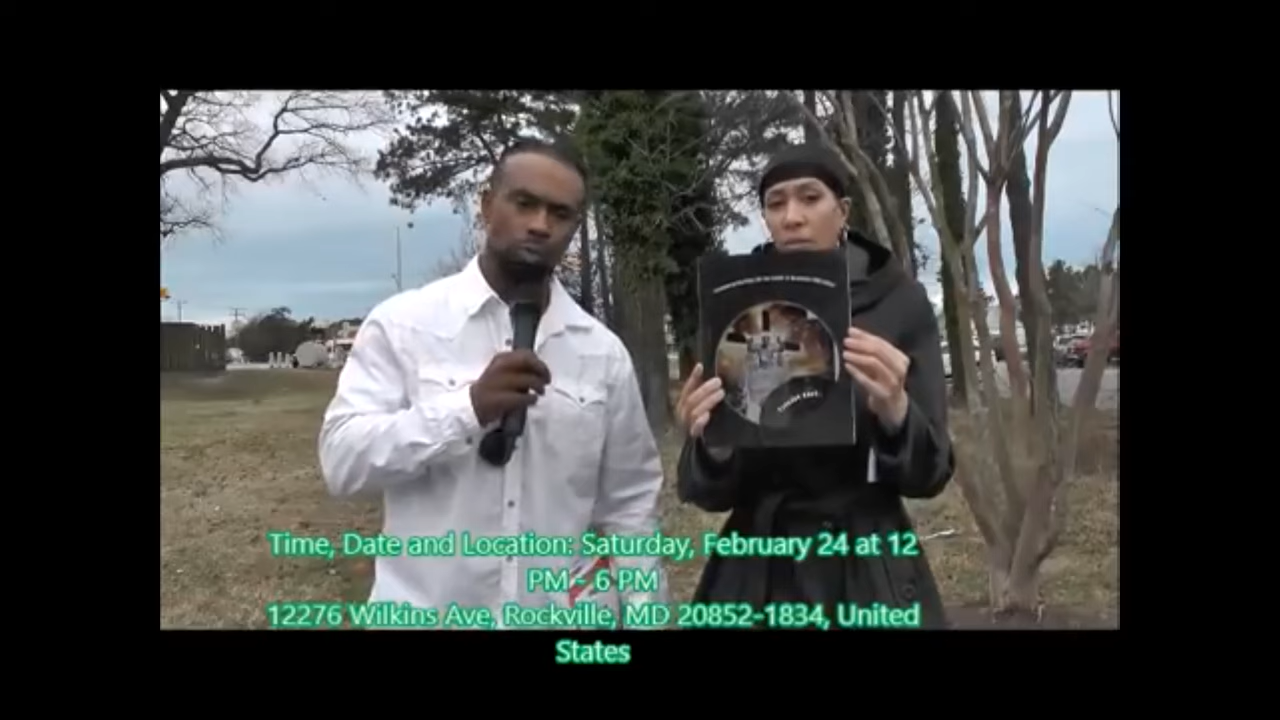 Time, Date and Location: Saturday, February 24 at 12
PM - 6 PM
12276 Wilkins Ave, Rockville, MD 20852-1834, United
States